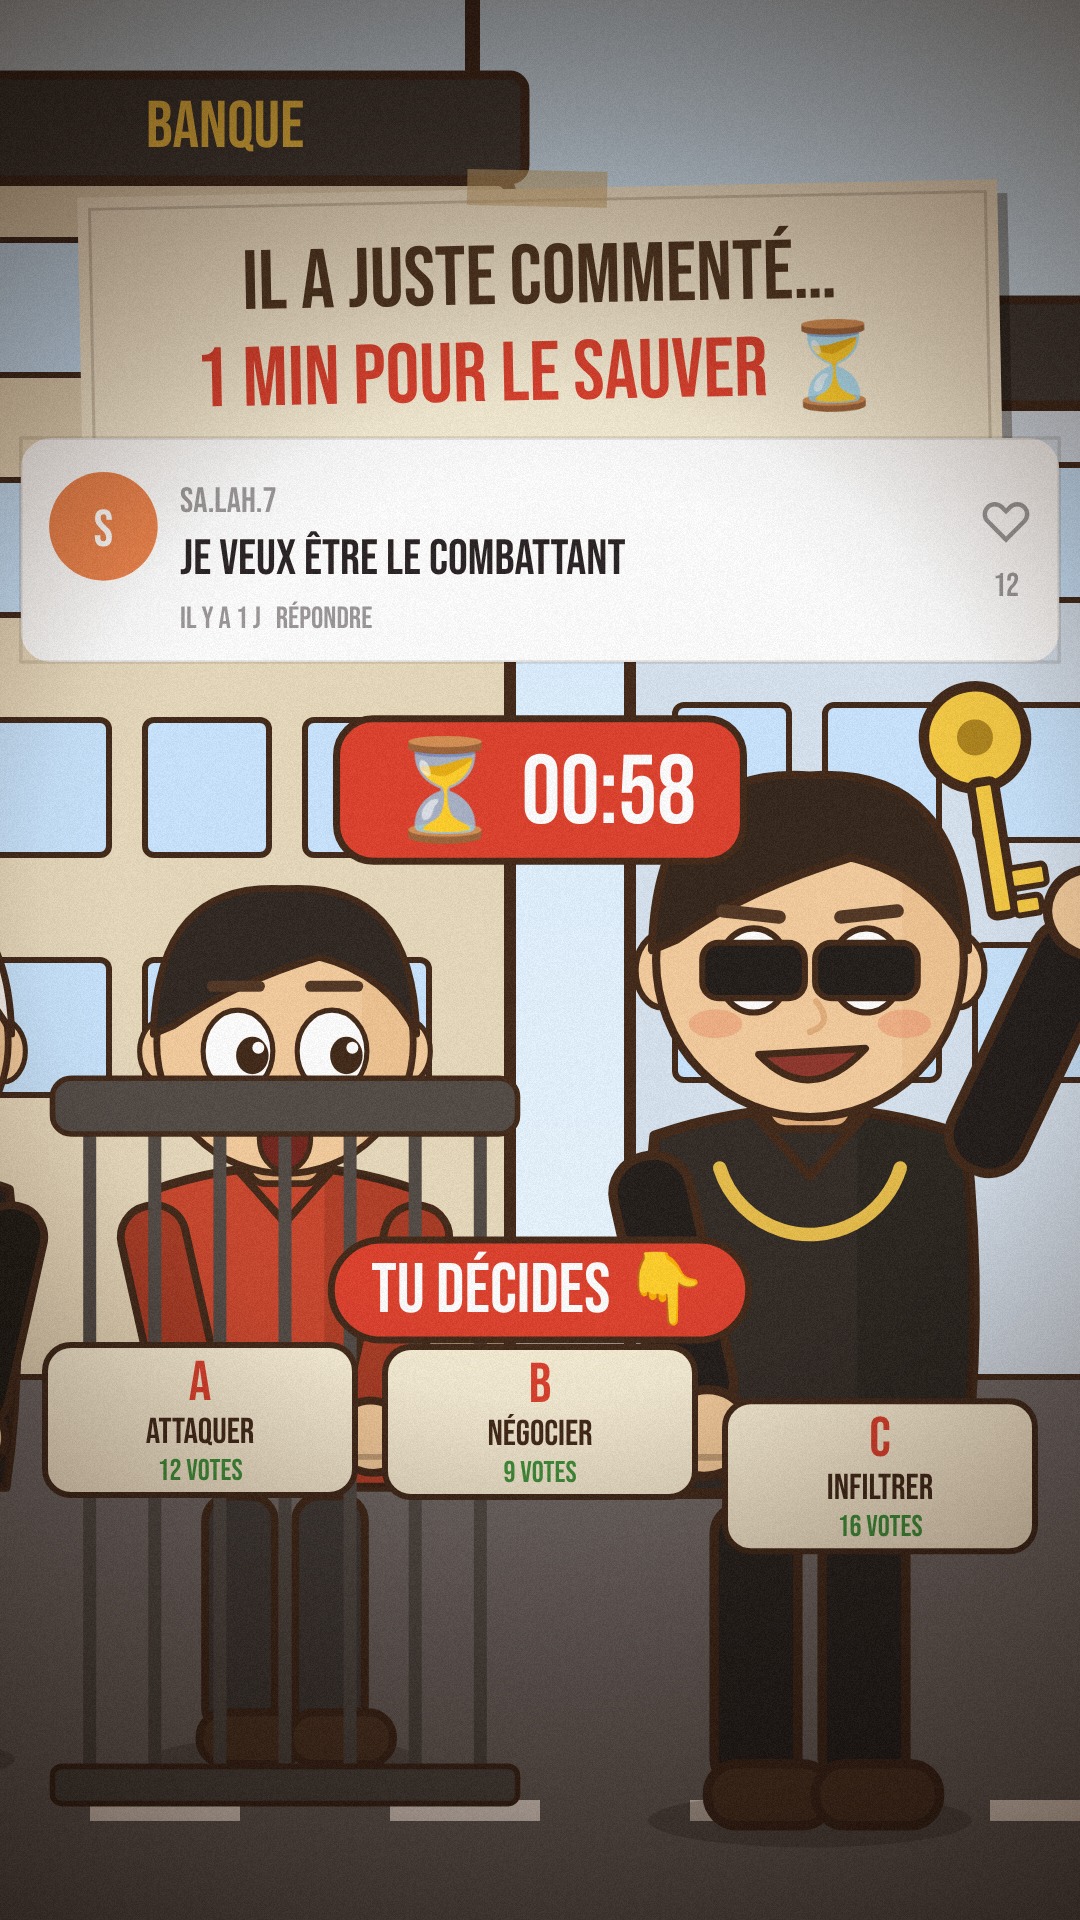 BANQUE
IL A JUSTE COMMENTÉ...
1 MIN POUR LE SAUVER ⏳
S
SA.LAH.7
JE VEUX ÊTRE LE COMBATTANT
IL Y A 1 J RÉPONDRE
12
⏳ 00:58
TU DÉCIDES 👇
A
ATTAQUER
12 VOTES
B
NÉGOCIER
9 VOTES
C
INFILTRER
16 VOTES